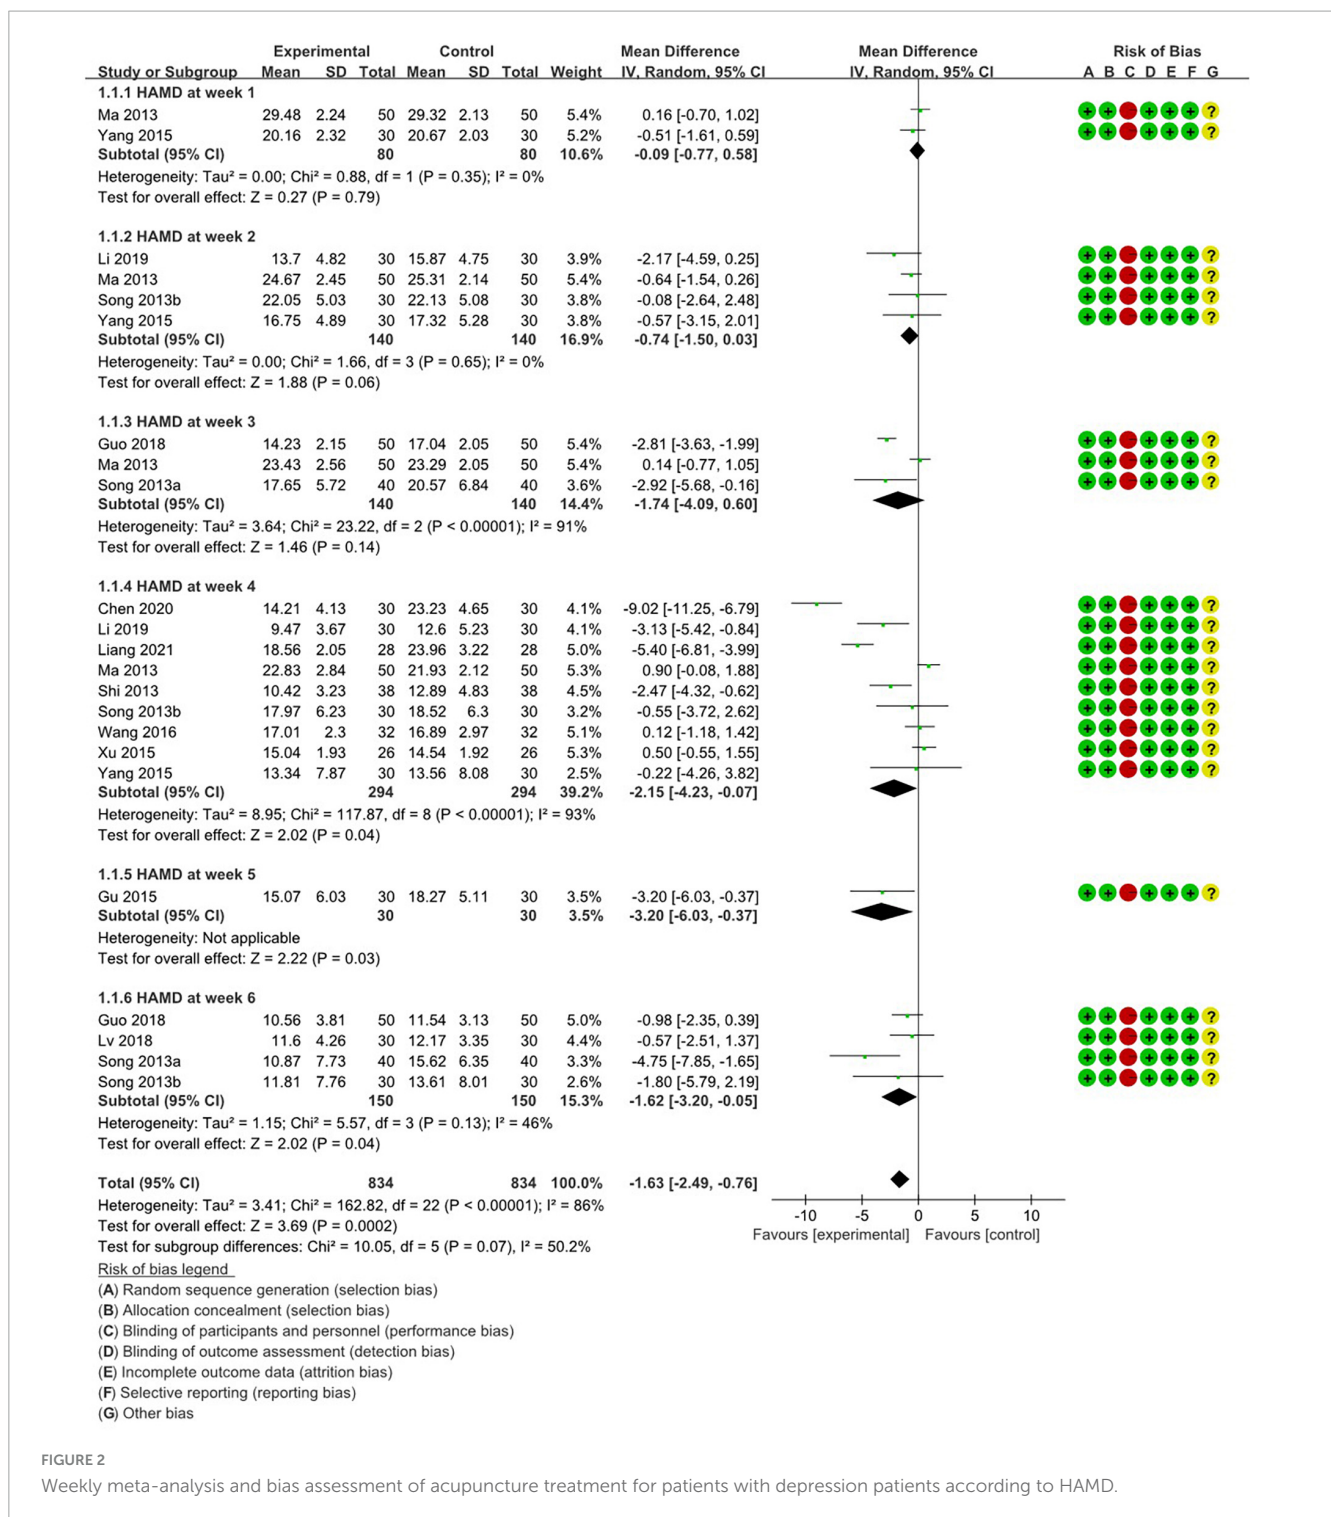 Experimental Control Mean Difference Mean Difference Risk of Bias
Study or Subgroup Mean SD Total Mean SD Total Weight IV, Random, 95% CI IV, Random, 95% CI A B C D E F G
1.1.1 HAMD at week 1
Ma 2013 29.48 2.24 50 29.32 2.13 50 5.4% 0.16 [-0.70, 1.02] + + - + + + ?
Yang 2015 20.16 2.32 30 20.67 2.03 30 5.2% -0.51 [-1.61, 0.59] + + - + + + ?
Subtotal (95% CI) 80 80 10.6% -0.09 [-0.77, 0.58]
Heterogeneity: Tau² = 0.00; Chi² = 0.88, df = 1 (P = 0.35); I² = 0%
Test for overall effect: Z = 0.27 (P = 0.79)
1.1.2 HAMD at week 2
Li 2019 13.7 4.82 30 15.87 4.75 30 3.9% -2.17 [-4.59, 0.25] + + - + + + ?
Ma 2013 24.67 2.45 50 25.31 2.14 50 5.4% -0.64 [-1.54, 0.26] + + - + + + ?
Song 2013b 22.05 5.03 30 22.13 5.08 30 3.8% -0.08 [-2.64, 2.48] + + - + + + ?
Yang 2015 16.75 4.89 30 17.32 5.28 30 3.8% -0.57 [-3.15, 2.01] + + - + + + ?
Subtotal (95% CI) 140 140 16.9% -0.74 [-1.50, 0.03]
Heterogeneity: Tau² = 0.00; Chi² = 1.66, df = 3 (P = 0.65); I² = 0%
Test for overall effect: Z = 1.88 (P = 0.06)
1.1.3 HAMD at week 3
Guo 2018 14.23 2.15 50 17.04 2.05 50 5.4% -2.81 [-3.63, -1.99] + + - + + + ?
Ma 2013 23.43 2.56 50 23.29 2.05 50 5.4% 0.14 [-0.77, 1.05] + + - + + + ?
Song 2013a 17.65 5.72 40 20.57 6.84 40 3.6% -2.92 [-5.68, -0.16] + + - + + + ?
Subtotal (95% CI) 140 140 14.4% -1.74 [-4.09, 0.60]
Heterogeneity: Tau² = 3.64; Chi² = 23.22, df = 2 (P < 0.00001); I² = 91%
Test for overall effect: Z = 1.46 (P = 0.14)
1.1.4 HAMD at week 4
Chen 2020 14.21 4.13 30 23.23 4.65 30 4.1% -9.02 [-11.25, -6.79] + + - + + + ?
Li 2019 9.47 3.67 30 12.6 5.23 30 4.1% -3.13 [-5.42, -0.84] + + - + + + ?
Liang 2021 18.56 2.05 28 23.96 3.22 28 5.0% -5.40 [-6.81, -3.99] + + - + + + ?
Ma 2013 22.83 2.84 50 21.93 2.12 50 5.3% 0.90 [-0.08, 1.88] + + - + + + ?
Shi 2013 10.42 3.23 38 12.89 4.83 38 4.5% -2.47 [-4.32, -0.62] + + - + + + ?
Song 2013b 17.97 6.23 30 18.52 6.3 30 3.2% -0.55 [-3.72, 2.62] + + - + + + ?
Wang 2016 17.01 2.3 32 16.89 2.97 32 5.1% 0.12 [-1.18, 1.42] + + - + + + ?
Xu 2015 15.04 1.93 26 14.54 1.92 26 5.3% 0.50 [-0.55, 1.55] + + - + + + ?
Yang 2015 13.34 7.87 30 13.56 8.08 30 2.5% -0.22 [-4.26, 3.82] + + - + + + ?
Subtotal (95% CI) 294 294 39.2% -2.15 [-4.23, -0.07]
Heterogeneity: Tau² = 8.95; Chi² = 117.87, df = 8 (P < 0.00001); I² = 93%
Test for overall effect: Z = 2.02 (P = 0.04)
1.1.5 HAMD at week 5
Gu 2015 15.07 6.03 30 18.27 5.11 30 3.5% -3.20 [-6.03, -0.37] + + - + + + ?
Subtotal (95% CI) 30 30 3.5% -3.20 [-6.03, -0.37]
Heterogeneity: Not applicable
Test for overall effect: Z = 2.22 (P = 0.03)
1.1.6 HAMD at week 6
Guo 2018 10.56 3.81 50 11.54 3.13 50 5.0% -0.98 [-2.35, 0.39] + + - + + + ?
Lv 2018 11.6 4.26 30 12.17 3.35 30 4.4% -0.57 [-2.51, 1.37] + + - + + + ?
Song 2013a 10.87 7.73 40 15.62 6.35 40 3.3% -4.75 [-7.85, -1.65] + + - + + + ?
Song 2013b 11.81 7.76 30 13.61 8.01 30 2.6% -1.80 [-5.79, 2.19] + + - + + + ?
Subtotal (95% CI) 150 150 15.3% -1.62 [-3.20, -0.05]
Heterogeneity: Tau² = 1.15; Chi² = 5.57, df = 3 (P = 0.13); I² = 46%
Test for overall effect: Z = 2.02 (P = 0.04)
Total (95% CI) 834 834 100.0% -1.63 [-2.49, -0.76]
Heterogeneity: Tau² = 3.41; Chi² = 162.82, df = 22 (P < 0.00001); I² = 86%
-10 -5 0 5 10
Test for overall effect: Z = 3.69 (P = 0.0002)
Favours [experimental] Favours [control]
Test for subgroup differences: Chi² = 10.05, df = 5 (P = 0.07), I² = 50.2%
Risk of bias legend
(A) Random sequence generation (selection bias)
(B) Allocation concealment (selection bias)
(C) Blinding of participants and personnel (performance bias)
(D) Blinding of outcome assessment (detection bias)
(E) Incomplete outcome data (attrition bias)
(F) Selective reporting (reporting bias)
(G) Other bias
FIGURE 2
Weekly meta-analysis and bias assessment of acupuncture treatment for patients with depression patients according to HAMD.